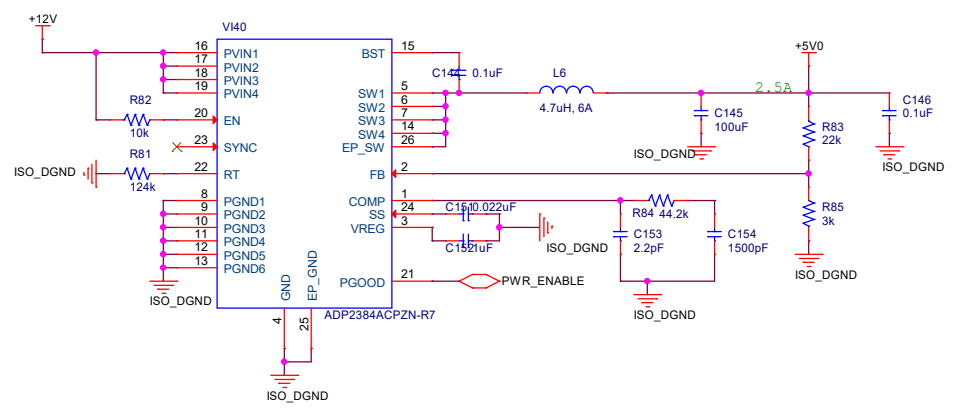 +12V
VI40
16 PVIN1
17 PVIN2
18 PVIN3
19 PVIN4
R82
10k
20 EN
23 SYNC
R81
124k
22 RT
ISO_DGND
8 PGND1
9 PGND2
10 PGND3
11 PGND4
12 PGND5
13 PGND6
ISO_DGND
GND
4
EP_GND
25
ISO_DGND
ADP2384ACPZN-R7
BST 15
C144 0.1uF
SW1 5
SW2 6
SW3 7
SW4 14
EP_SW 26
FB 2
COMP 1
SS 24
VREG 3
PGOOD 21
PWR_ENABLE
L6
4.7uH, 6A
C151 0.022uF
C152 1uF
ISO_DGND
R84 44.2k
C153
2.2pF
C154
1500pF
ISO_DGND
+5V0
2.5A
C145
100uF
ISO_DGND
R83
22k
R85
3k
ISO_DGND
C146
0.1uF
ISO_DGND